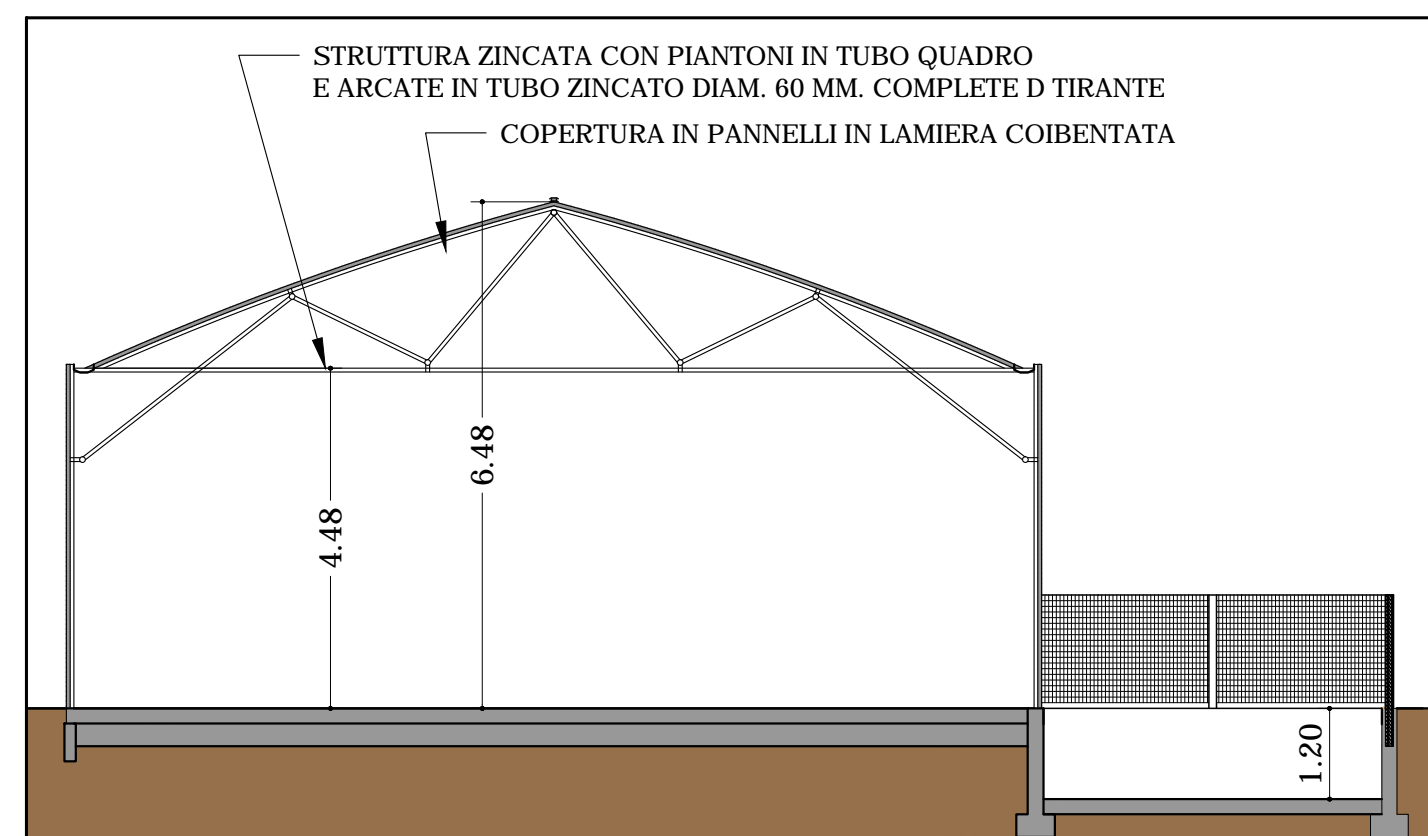 STRUTTURA ZINCATA CON PIANTONI IN TUBO QUADRO
E ARCATE IN TUBO ZINCATO DIAM. 60 MM. COMPLETE D TIRANTE
COPERTURA IN PANNELLI IN LAMIERA COIBENTATA
6.48
4.48
1.20